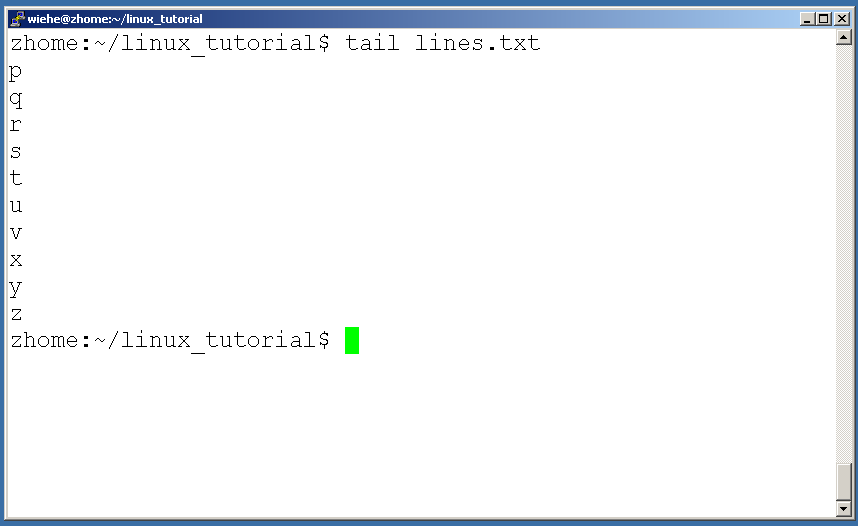 wiehe@zhome:~/linux_tutorial
zhome:~/linux_tutorial$ tail lines.txt
p
q
r
s
t
u
v
x
y
z
zhome:~/linux_tutorial$